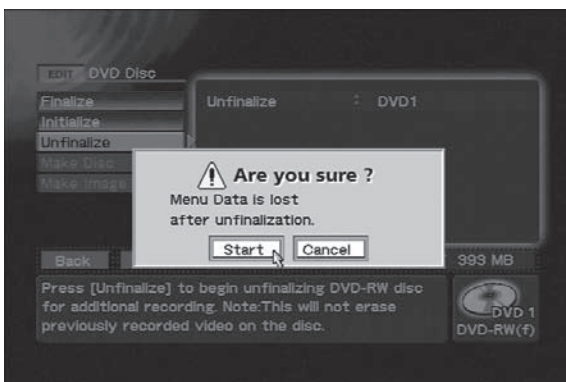 EDIT DVD Disc
Finalize
Initialize
Unfinalize
Make Disc
Make Image
Unfinalize : DVD1
Are you sure ?
Menu Data is lost
after unfinalization.
Start Cancel
Back
993 MB
Press [Unfinalize] to begin unfinalizing DVD-RW disc
for additional recording. Note:This will not erase
previously recorded video on the disc.
DVD 1
DVD-RW(f)